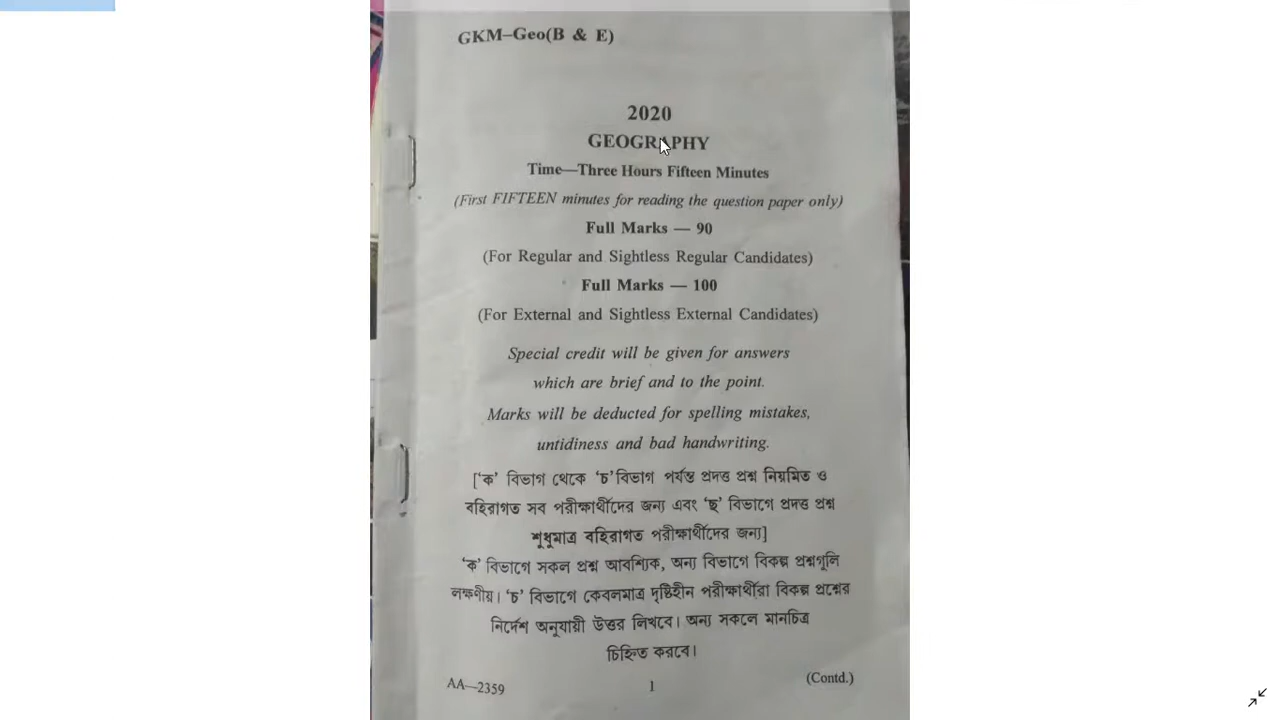 GKM–Geo(B & E)
2020
GEOGRAPHY
Time—Three Hours Fifteen Minutes
(First FIFTEEN minutes for reading the question paper only)
Full Marks — 90
(For Regular and Sightless Regular Candidates)
Full Marks — 100
(For External and Sightless External Candidates)
Special credit will be given for answers
which are brief and to the point.
Marks will be deducted for spelling mistakes,
untidiness and bad handwriting.
[‘ক’ বিভাগ থেকে ‘চ’ বিভাগ পর্যন্ত প্রদত্ত প্রশ্ন নিয়মিত ও
বহিরাগত সব পরীক্ষার্থীদের জন্য এবং ‘ছ’ বিভাগে প্রদত্ত প্রশ্ন
শুধুমাত্র বহিরাগত পরীক্ষার্থীদের জন্য]
‘ক’ বিভাগে সকল প্রশ্ন আবশ্যিক, অন্য বিভাগে বিকল্প প্রশ্নগুলি
লক্ষণীয়। ‘চ’ বিভাগে কেবলমাত্র দৃষ্টিহীন পরীক্ষার্থীরা বিকল্প প্রশ্নের
নির্দেশ অনুযায়ী উত্তর লিখবে। অন্য সকলে মানচিত্র
চিহ্নিত করবে।
AA—2359
1
(Contd.)